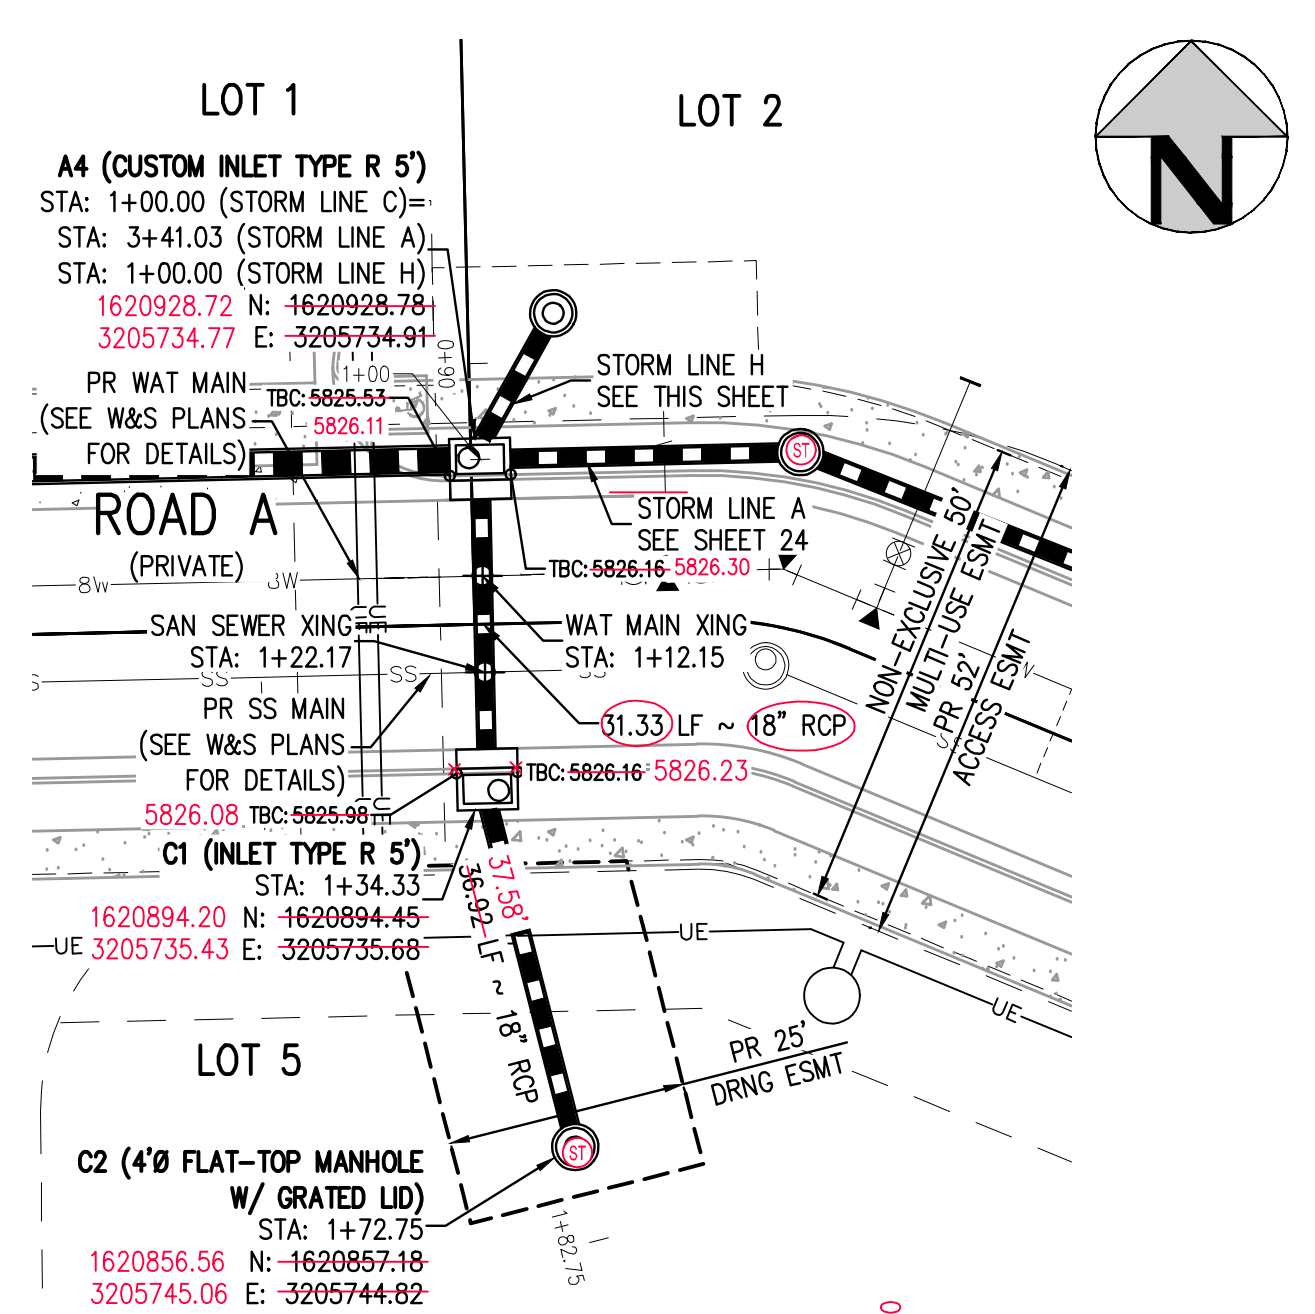 LOT 1
LOT 2
N
A4 (CUSTOM INLET TYPE R 5')
STA: 1+00.00 (STORM LINE C)=
STA: 3+41.03 (STORM LINE A)
STA: 1+00.00 (STORM LINE H)
1620928.72 N: 1620928.78
3205734.77 E: 3205734.91
0+90
1+00
STORM LINE H
SEE THIS SHEET
PR WAT MAIN
(SEE W&S PLANS
FOR DETAILS)
TBC: 5825.53
5826.11
ST
ROAD A
(PRIVATE)
STORM LINE A
SEE SHEET 24
TBC: 5826.16 5826.30
8W
8W
UE
UE
SAN SEWER XING
STA: 1+22.17
WAT MAIN XING
STA: 1+12.15
SS
SS
SS
PR SS MAIN
(SEE W&S PLANS
FOR DETAILS)
31.33 LF ~ 18" RCP
NON-EXCLUSIVE 50'
MULTI-USE ESMT
PR 52'
ACCESS ESMT
SS
TBC: 5826.16 5826.23
5826.08 TBC: 5825.98
UE
C1 (INLET TYPE R 5')
STA: 1+34.33
1620894.20 N: 1620894.45
3205735.43 E: 3205735.68
37.58'
36.92 LF ~ 18" RCP
UE
UE
UE
LOT 5
PR 25'
DRNG ESMT
ST
C2 (4'Ø FLAT-TOP MANHOLE
W/ GRATED LID)
STA: 1+72.75
1620856.56 N: 1620857.18
3205745.06 E: 3205744.82
1+82.75